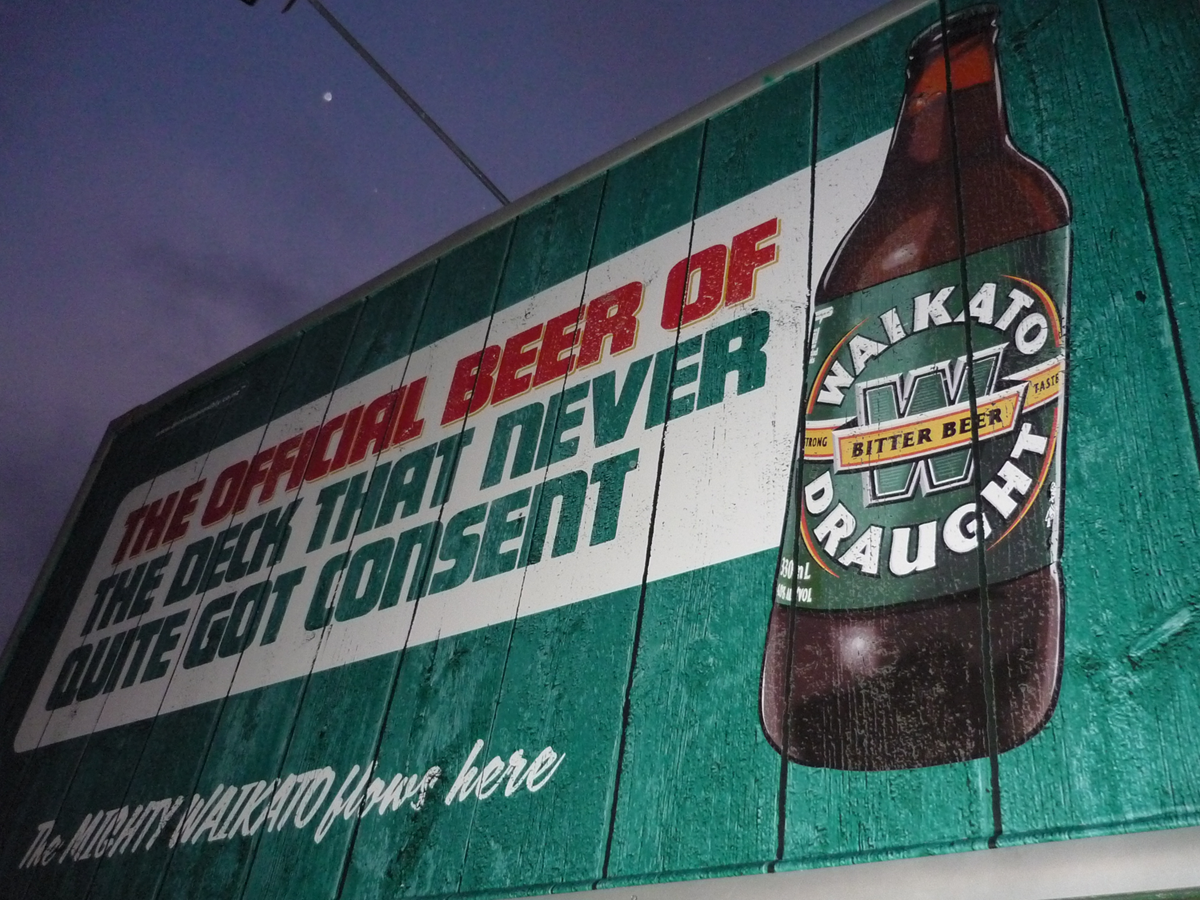 THE OFFICIAL BEER OF
THE DECK THAT NEVER
QUITE GOT CONSENT
The MIGHTY WAIKATO flows here
WAIKATO
W
STRONG
BITTER BEER
TASTE
DRAUGHT
330mL